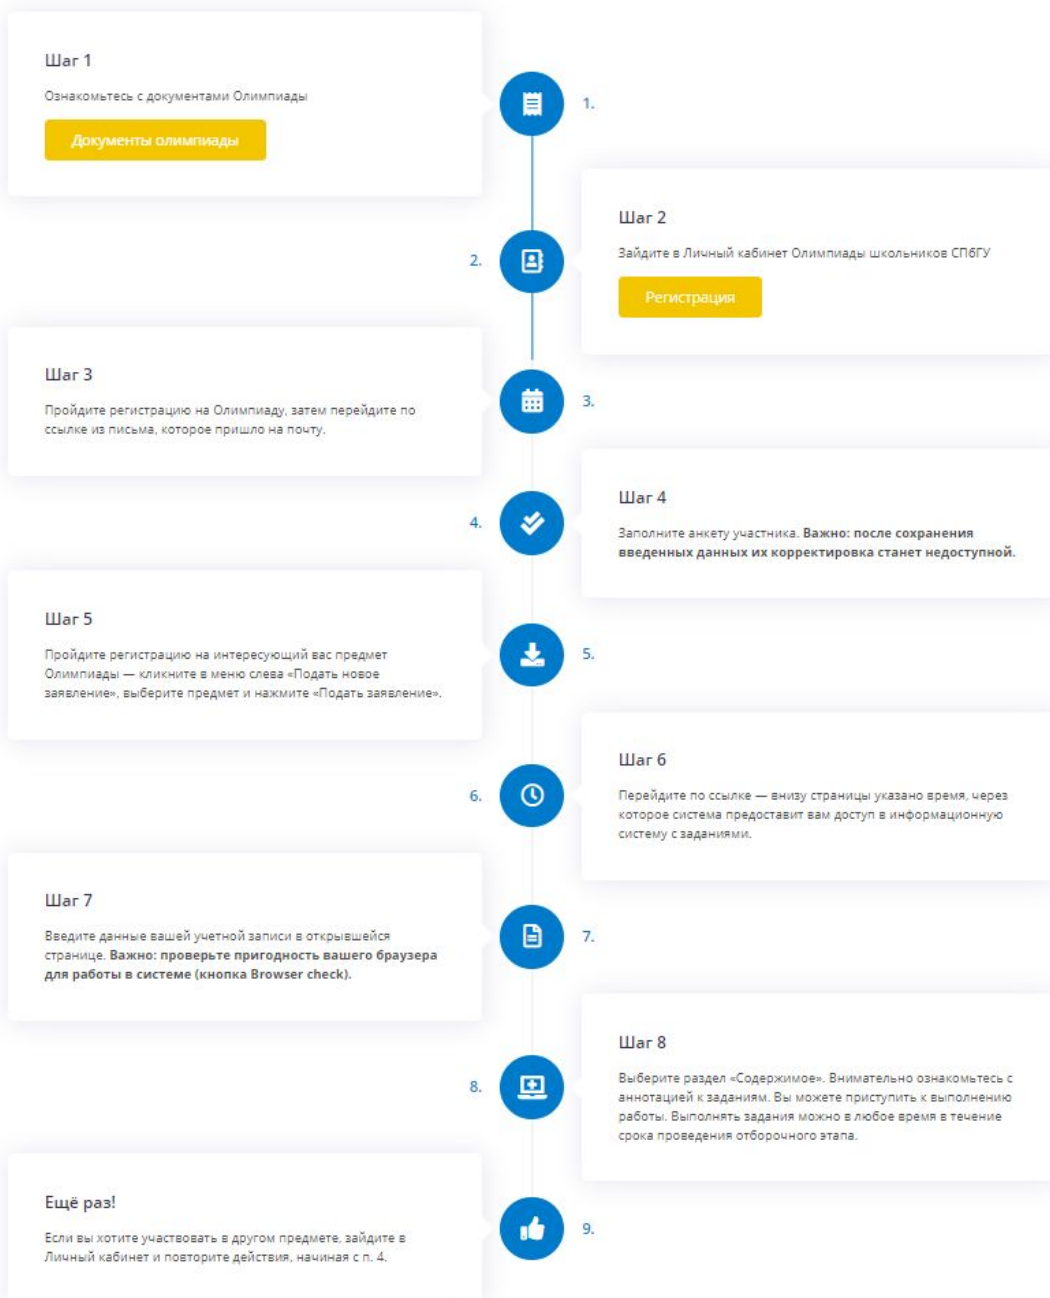 Шаг 1
Ознакомьтесь с документами Олимпиады
Документы олимпиады
1.
2.
Шаг 2
Зайдите в Личный кабинет Олимпиады школьников СПбГУ
Регистрация
Шаг 3
Пройдите регистрацию на Олимпиаду, затем перейдите по
ссылке из письма, которое пришло на почту.
3.
4.
Шаг 4
Заполните анкету участника. Важно: после сохранения
введенных данных их корректировка станет недоступной.
Шаг 5
Пройдите регистрацию на интересующий вас предмет
Олимпиады — кликните в меню слева «Подать новое
заявление», выберите предмет и нажмите «Подать заявление».
5.
6.
Шаг 6
Перейдите по ссылке — внизу страницы указано время, через
которое система предоставит вам доступ в информационную
систему с заданиями.
Шаг 7
Введите данные вашей учетной записи в открывшейся
странице. Важно: проверьте пригодность вашего браузера
для работы в системе (кнопка Browser check).
7.
8.
Шаг 8
Выберите раздел «Содержимое». Внимательно ознакомьтесь с
аннотацией к заданиям. Вы можете приступить к выполнению
работы. Выполнять задания можно в любое время в течение
срока проведения отборочного этапа.
Ещё раз!
Если вы хотите участвовать в другом предмете, зайдите в
Личный кабинет и повторите действия, начиная с п. 4.
9.